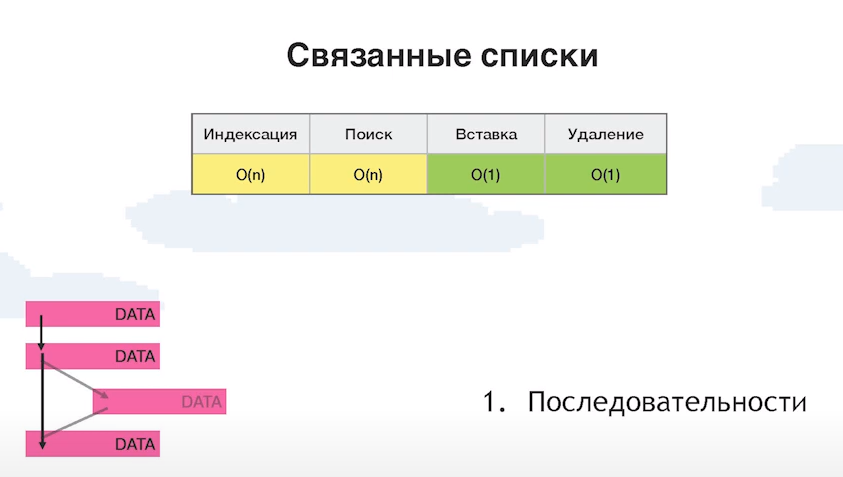 Связанные списки
Индексация Поиск Вставка Удаление
O(n) O(n) O(1) O(1)
DATA
DATA
DATA
DATA
1. Последовательности